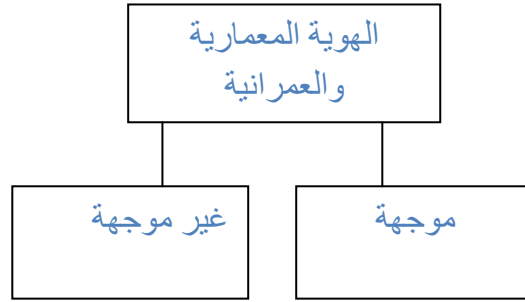 الهوية المعمارية
والعمرانية
موجهة
غير موجهة